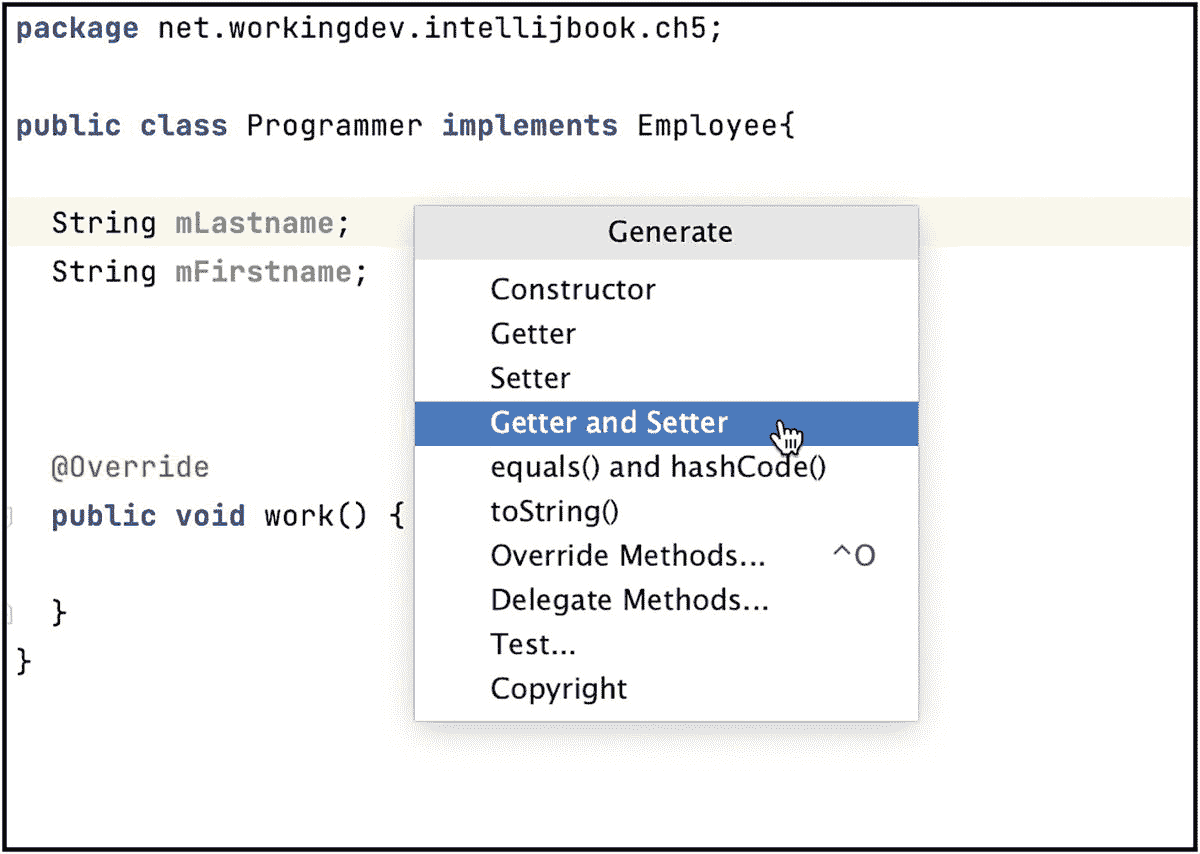 package net.workingdev.intellijbook.ch5;
public class Programmer implements Employee{
String mLastname;
String mFirstname;
Generate
Constructor
Getter
Setter
Getter and Setter
equals() and hashCode()
toString()
Override Methods... ^O
Delegate Methods...
Test...
Copyright
@Override
public void work() {
}
}